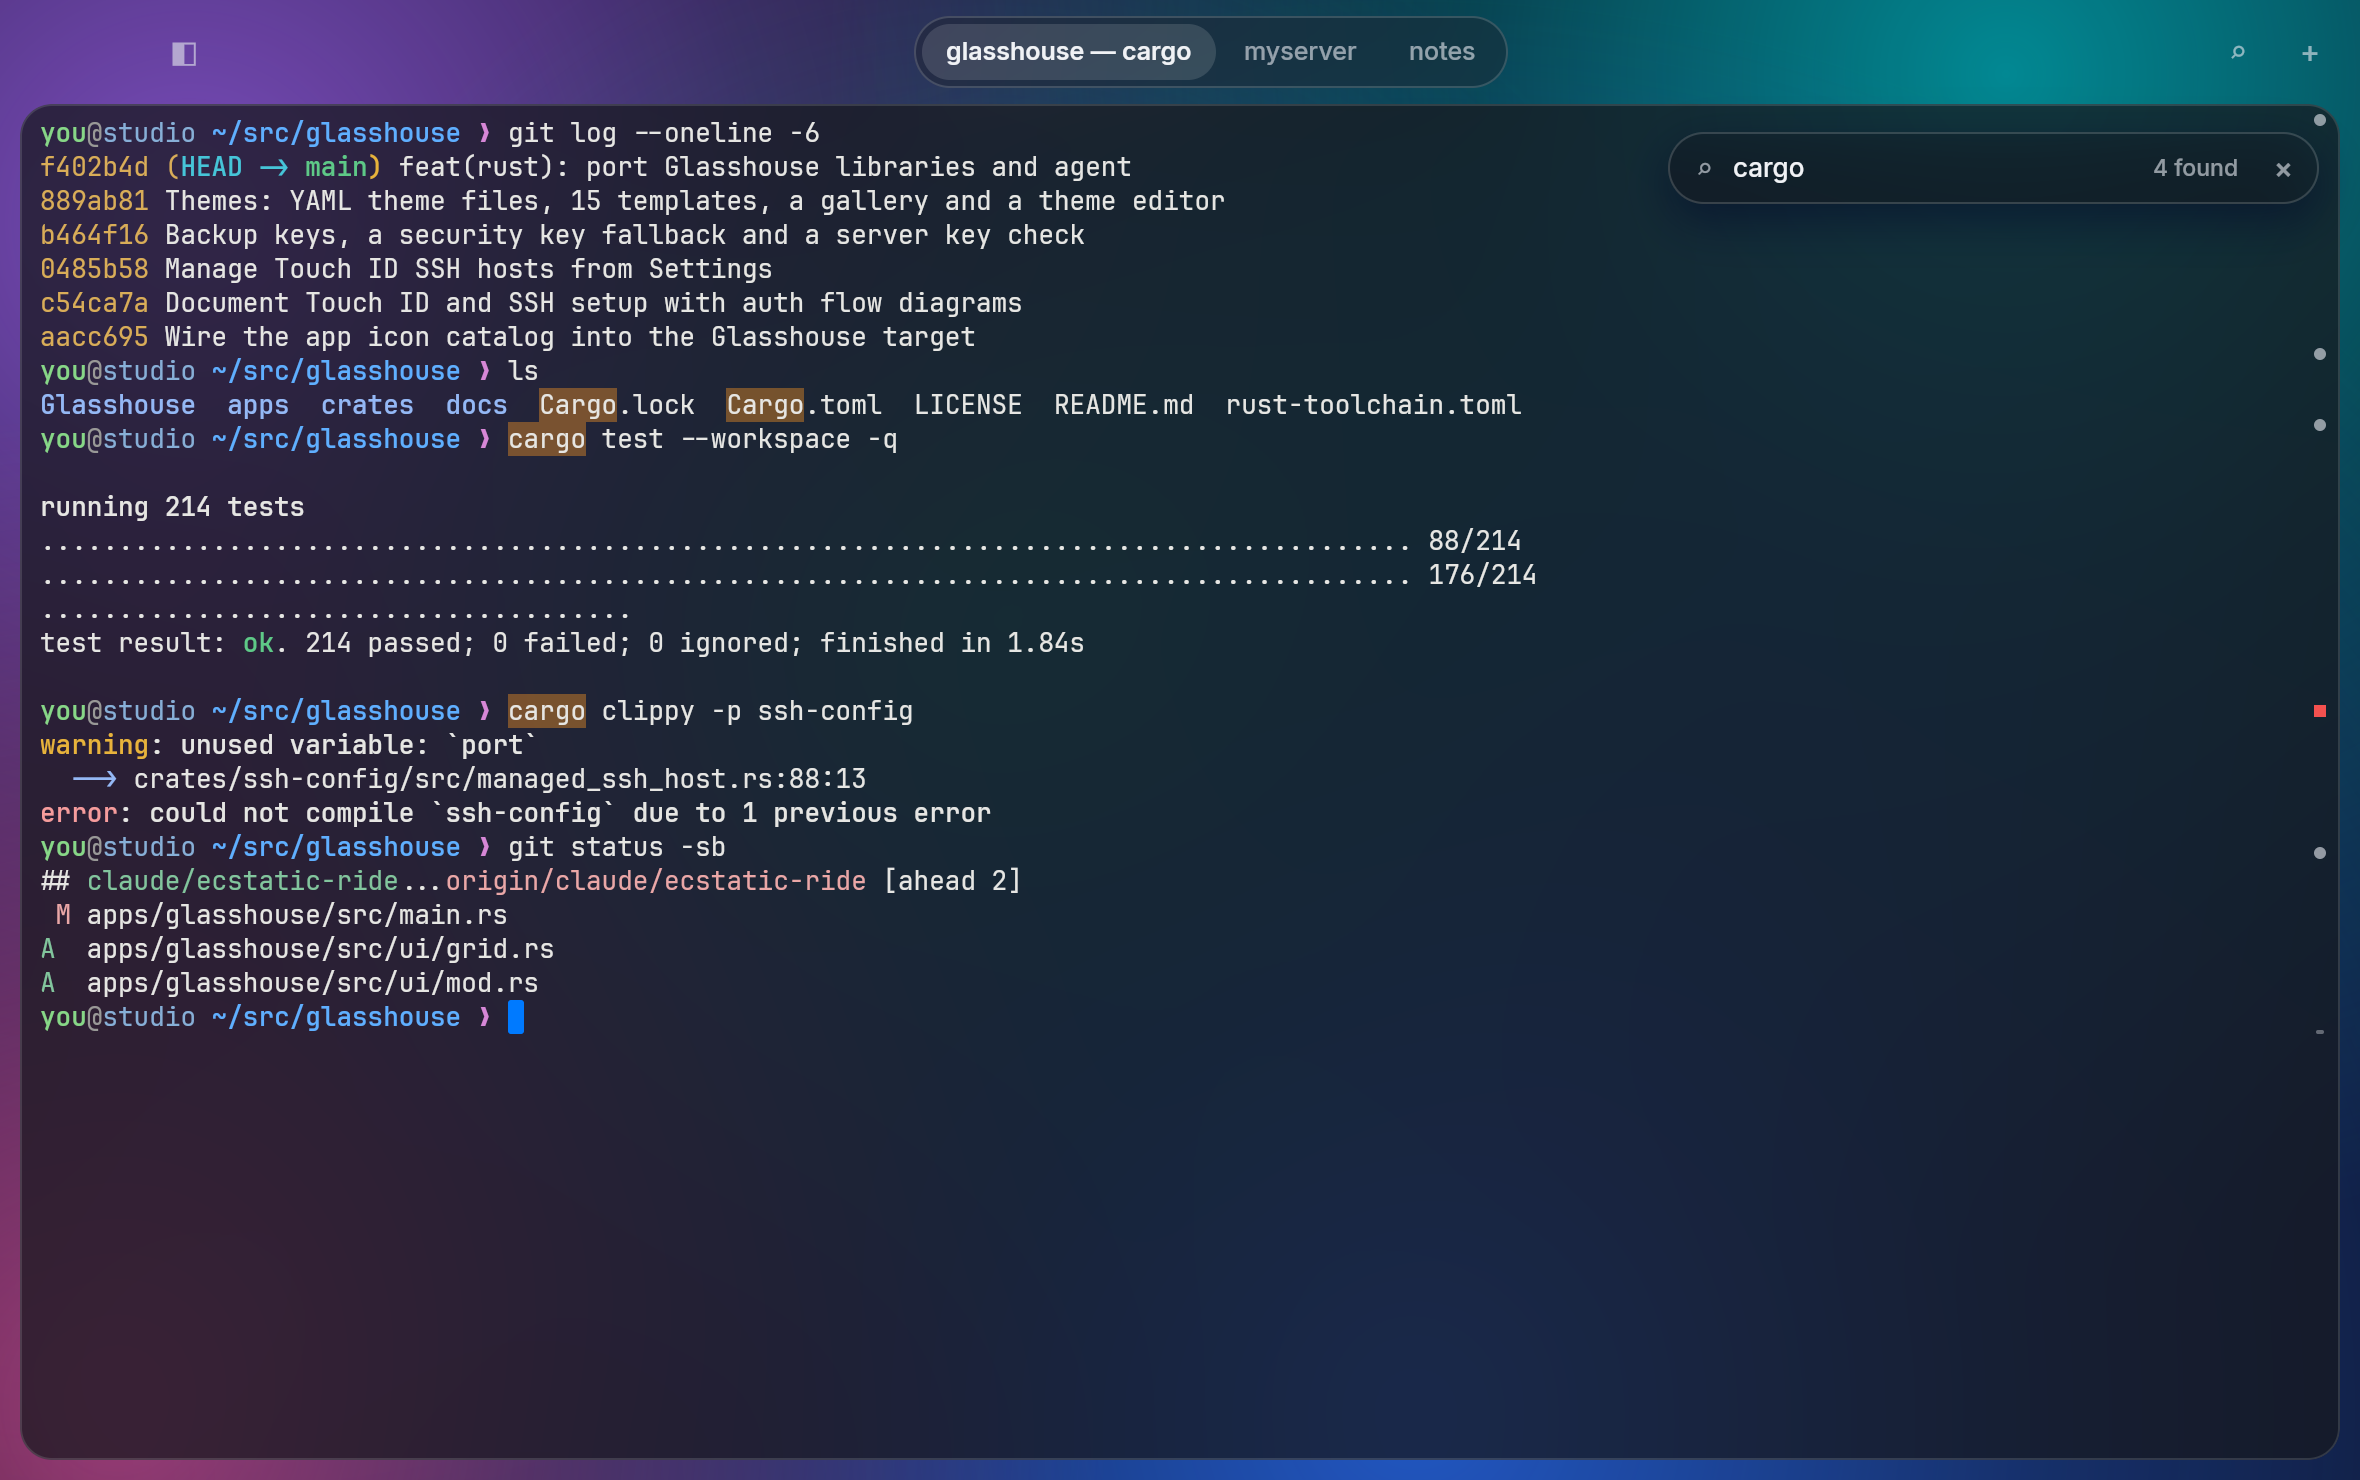 glasshouse — cargo myserver notes
cargo 4 found
you@studio ~/src/glasshouse ❯ git log --oneline -6
f402b4d (HEAD -> main) feat(rust): port Glasshouse libraries and agent
889ab81 Themes: YAML theme files, 15 templates, a gallery and a theme editor
b464f16 Backup keys, a security key fallback and a server key check
0485b58 Manage Touch ID SSH hosts from Settings
c54ca7a Document Touch ID and SSH setup with auth flow diagrams
aacc695 Wire the app icon catalog into the Glasshouse target
you@studio ~/src/glasshouse ❯ ls
Glasshouse  apps  crates  docs  Cargo.lock  Cargo.toml  LICENSE  README.md  rust-toolchain.toml
you@studio ~/src/glasshouse ❯ cargo test --workspace -q
running 214 tests
........................................................................................ 88/214
........................................................................................ 176/214
......................................
test result: ok. 214 passed; 0 failed; 0 ignored; finished in 1.84s
you@studio ~/src/glasshouse ❯ cargo clippy -p ssh-config
warning: unused variable: `port`
  --> crates/ssh-config/src/managed_ssh_host.rs:88:13
error: could not compile `ssh-config` due to 1 previous error
you@studio ~/src/glasshouse ❯ git status -sb
## claude/ecstatic-ride...origin/claude/ecstatic-ride [ahead 2]
 M apps/glasshouse/src/main.rs
A  apps/glasshouse/src/ui/grid.rs
A  apps/glasshouse/src/ui/mod.rs
you@studio ~/src/glasshouse ❯